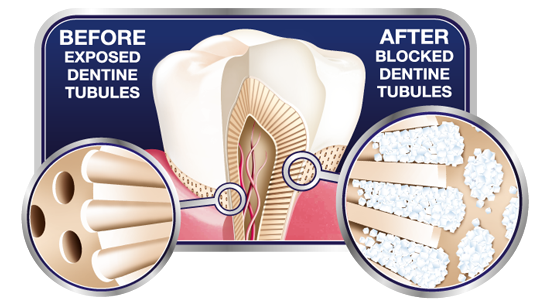 BEFORE
EXPOSED
DENTINE
TUBULES
AFTER
BLOCKED
DENTINE
TUBULES